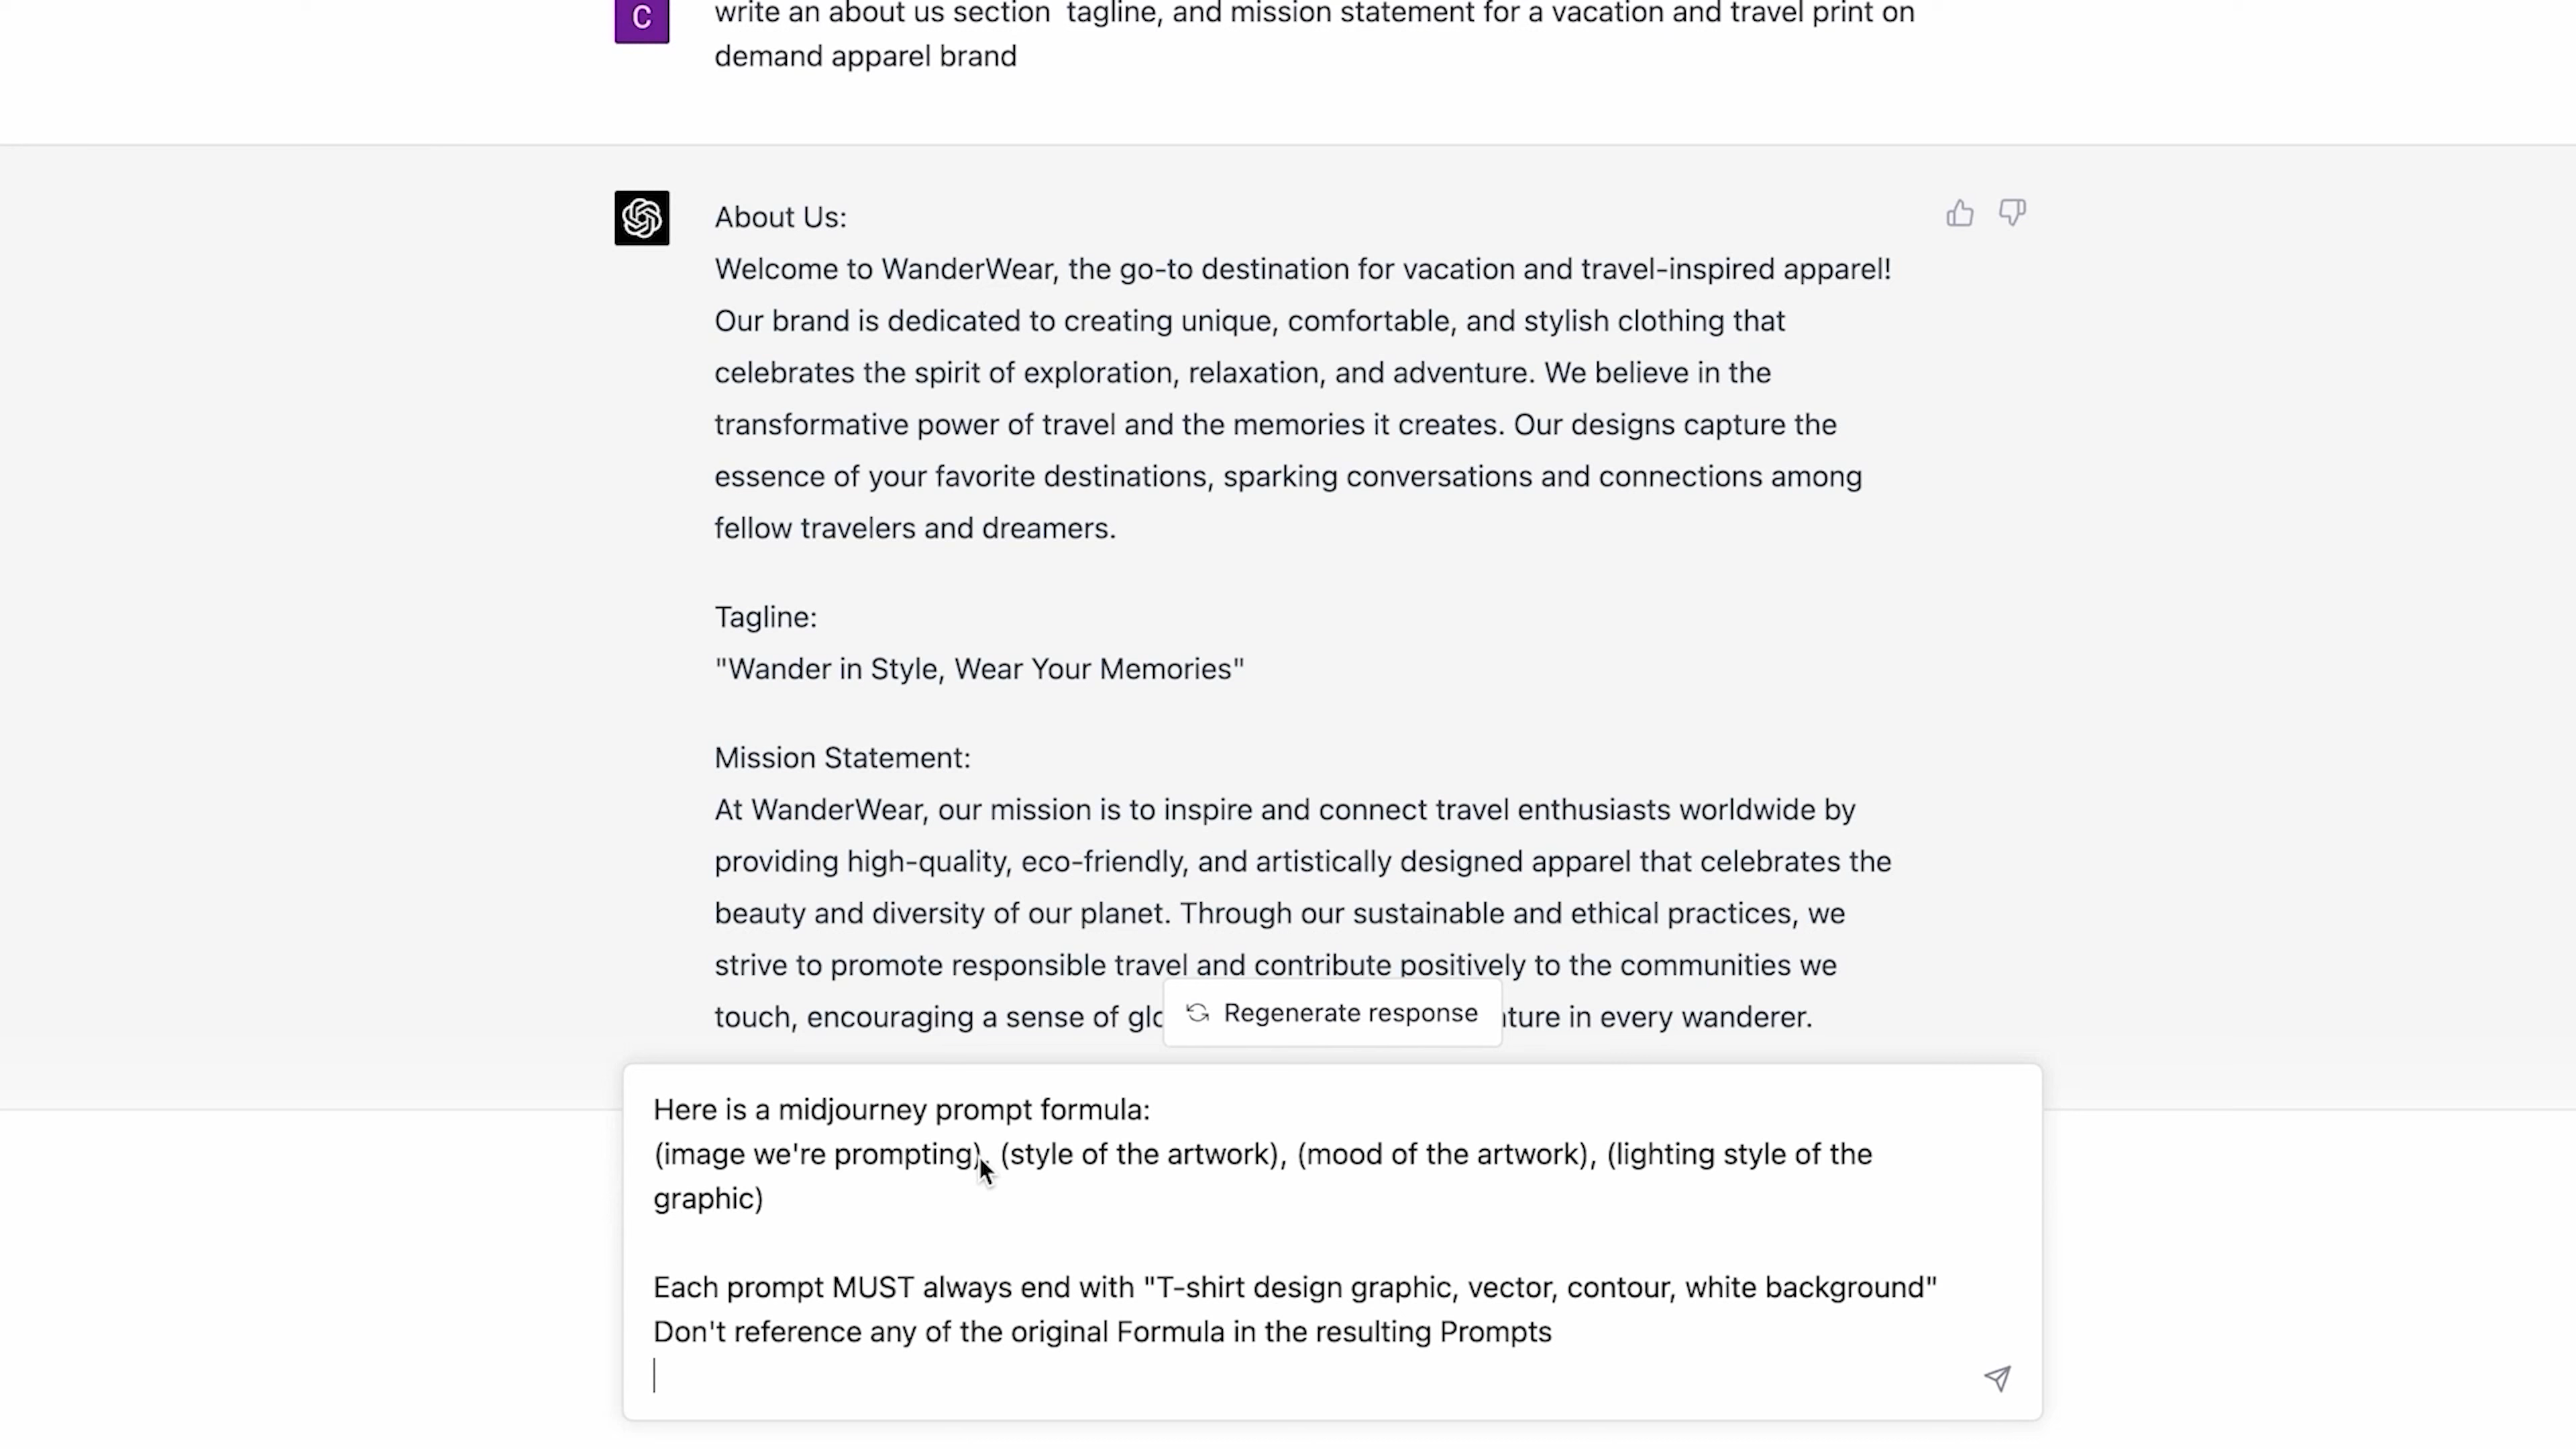 C
write an about us section  tagline, and mission statement for a vacation and travel print on
demand apparel brand
About Us:
Welcome to WanderWear, the go-to destination for vacation and travel-inspired apparel!
Our brand is dedicated to creating unique, comfortable, and stylish clothing that
celebrates the spirit of exploration, relaxation, and adventure. We believe in the
transformative power of travel and the memories it creates. Our designs capture the
essence of your favorite destinations, sparking conversations and connections among
fellow travelers and dreamers.
Tagline:
"Wander in Style, Wear Your Memories"
Mission Statement:
At WanderWear, our mission is to inspire and connect travel enthusiasts worldwide by
providing high-quality, eco-friendly, and artistically designed apparel that celebrates the
beauty and diversity of our planet. Through our sustainable and ethical practices, we
strive to promote responsible travel and contribute positively to the communities we
touch, encouraging a sense of in every wanderer.
Regenerate response
Here is a midjourney prompt formula:
(image we're prompting), (style of the artwork), (mood of the artwork), (lighting style of the
graphic)
Each prompt MUST always end with "T-shirt design graphic, vector, contour, white background"
Don't reference any of the original Formula in the resulting Prompts